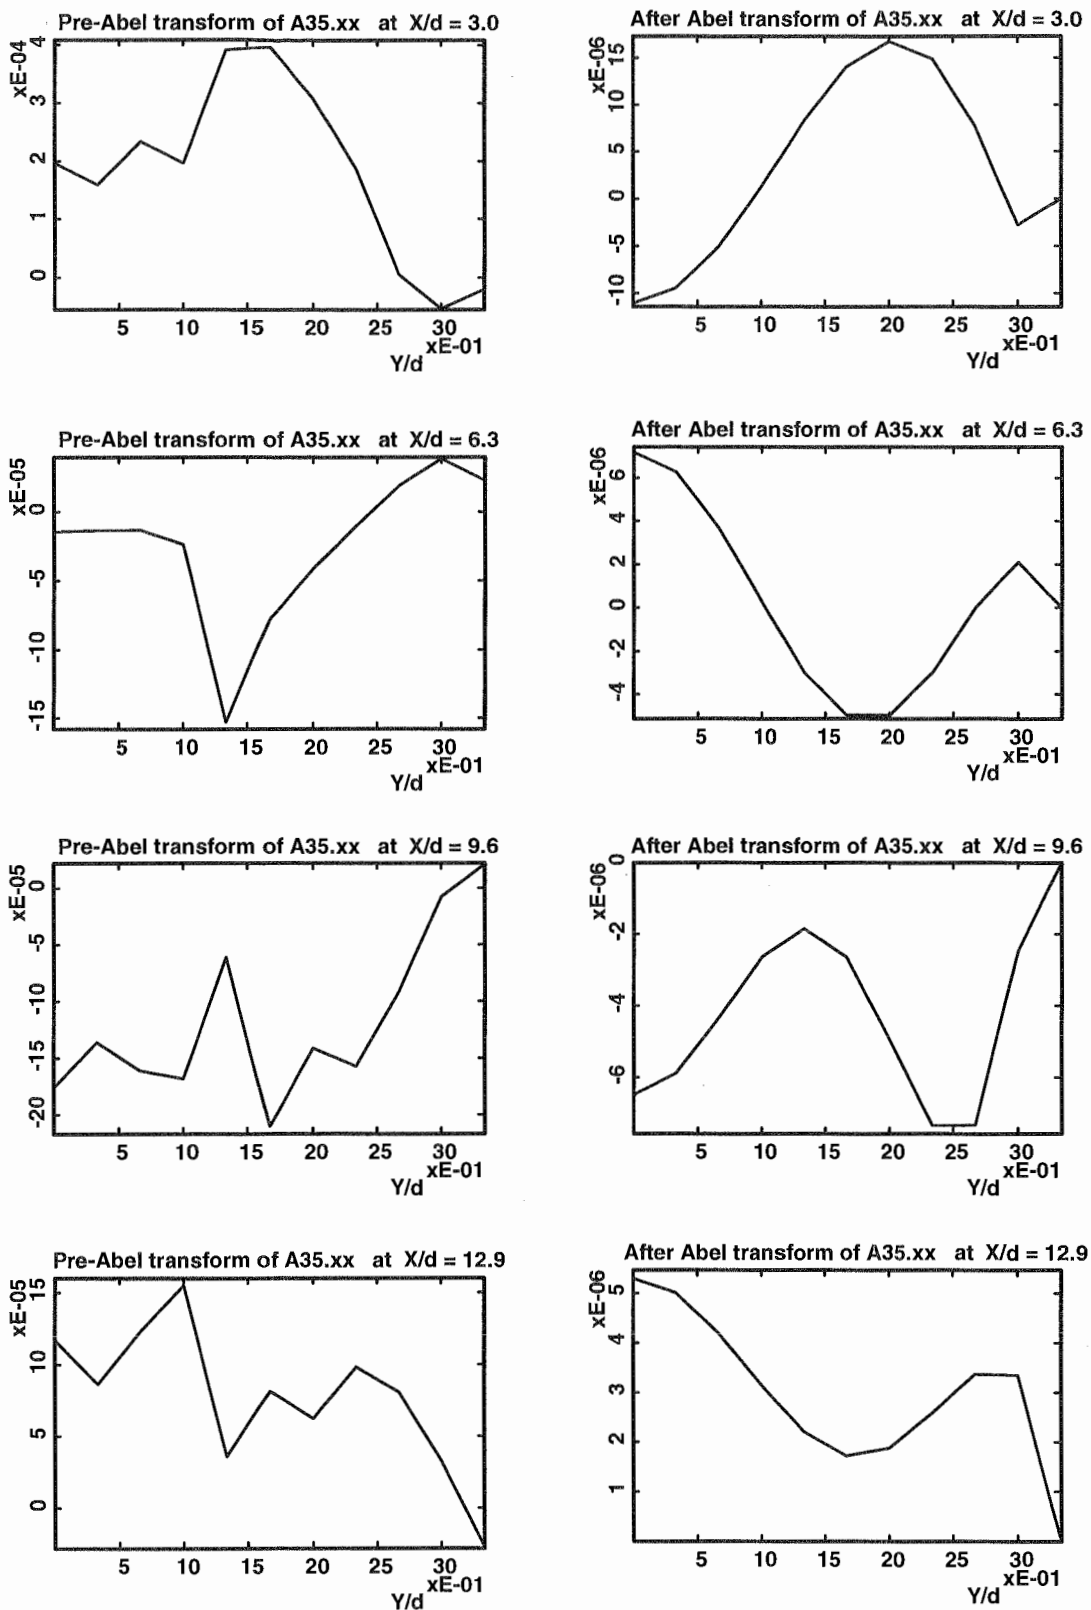 Pre-Abel transform of A35.xx at X/d = 3.0
xE-04
4
3
2
1
0
5 10 15 20 25 30
xE-01
Y/d
After Abel transform of A35.xx at X/d = 3.0
xE-06
15
10
5
0
-5
-10
5 10 15 20 25 30
xE-01
Y/d
Pre-Abel transform of A35.xx at X/d = 6.3
xE-05
0
-5
-10
-15
5 10 15 20 25 30
xE-01
Y/d
After Abel transform of A35.xx at X/d = 6.3
xE-06
6
4
2
0
-2
-4
5 10 15 20 25 30
xE-01
Y/d
Pre-Abel transform of A35.xx at X/d = 9.6
xE-05
0
-5
-10
-15
-20
5 10 15 20 25 30
xE-01
Y/d
After Abel transform of A35.xx at X/d = 9.6
xE-06
0
-2
-4
-6
5 10 15 20 25 30
xE-01
Y/d
Pre-Abel transform of A35.xx at X/d = 12.9
xE-05
15
10
5
0
5 10 15 20 25 30
xE-01
Y/d
After Abel transform of A35.xx at X/d = 12.9
xE-06
5
4
3
2
1
5 10 15 20 25 30
xE-01
Y/d